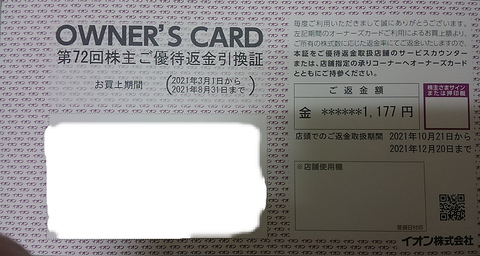 OWNER'S CARD
第72回株主ご優待返金引換証
お買上期間
(2021年3月1日から
2021年8月31日まで)
毎度ご利用いただきまして誠にありがとうございます。
左記期間のオーナーズカードご利用によるお買上額より、
ご所有の株式数に応じた返金率にてご返金いたしますので、
本証をご優待返金取扱店舗のサービスカウンター
または、店舗指定の承りコーナーへオーナーズカード
とともにご持参ください。
ご返金額
金 ******1,177円
株主さまサイン
または押印欄
店頭でのご返金取扱期間 2021年10月21日から
2021年12月20日まで
※店舗使用欄
イオン株式会社